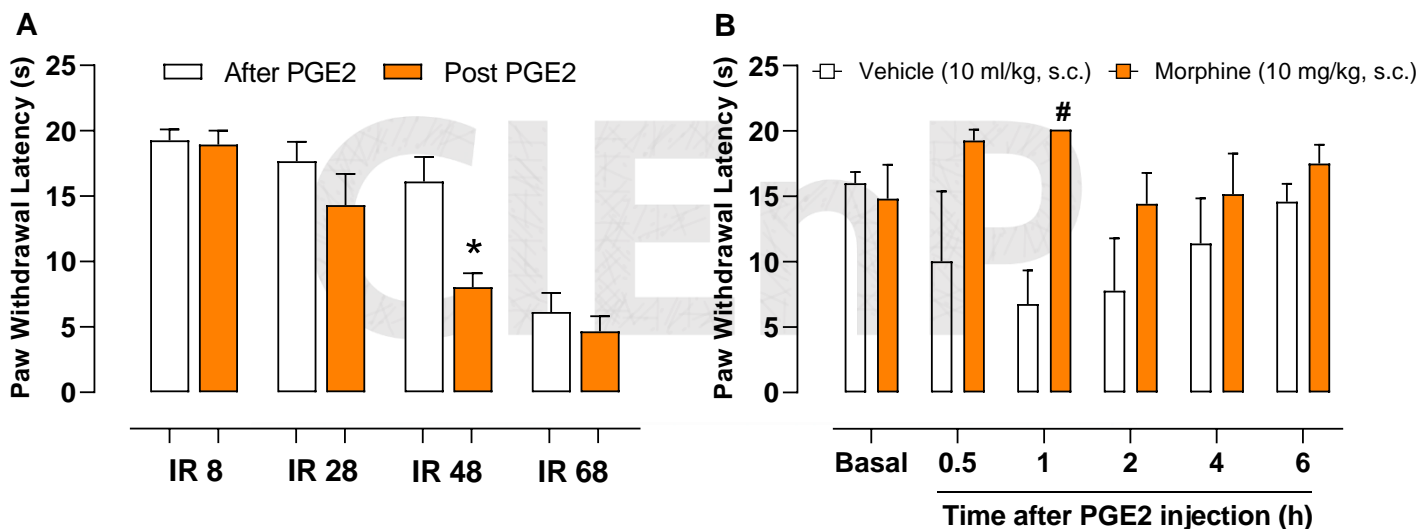 A
Paw Withdrawal Latency (s)
25
20
15
10
5
0
After PGE2 Post PGE2
*
IR 8 IR 28 IR 48 IR 68
B
Paw Withdrawal Latency (s)
25
20
15
10
5
0
Vehicle (10 ml/kg, s.c.) Morphine (10 mg/kg, s.c.)
#
Basal 0.5 1 2 4 6
Time after PGE2 injection (h)
CIEnP